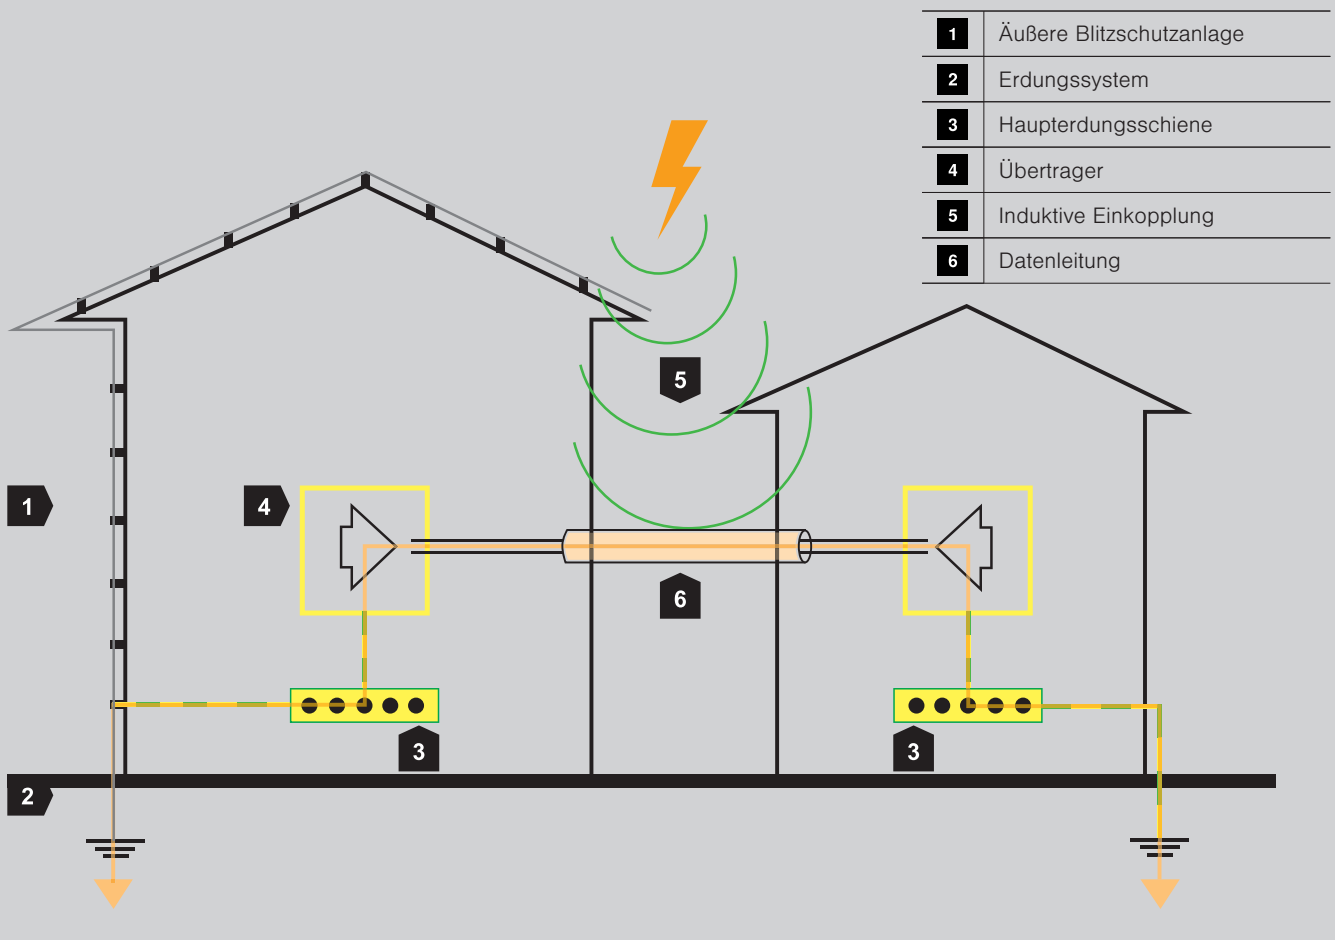 1 Äußere Blitzschutzanlage
2 Erdungssystem
3 Haupterdungsschiene
4 Übertrager
5 Induktive Einkopplung
6 Datenleitung
5
1
4
6
3
3
2